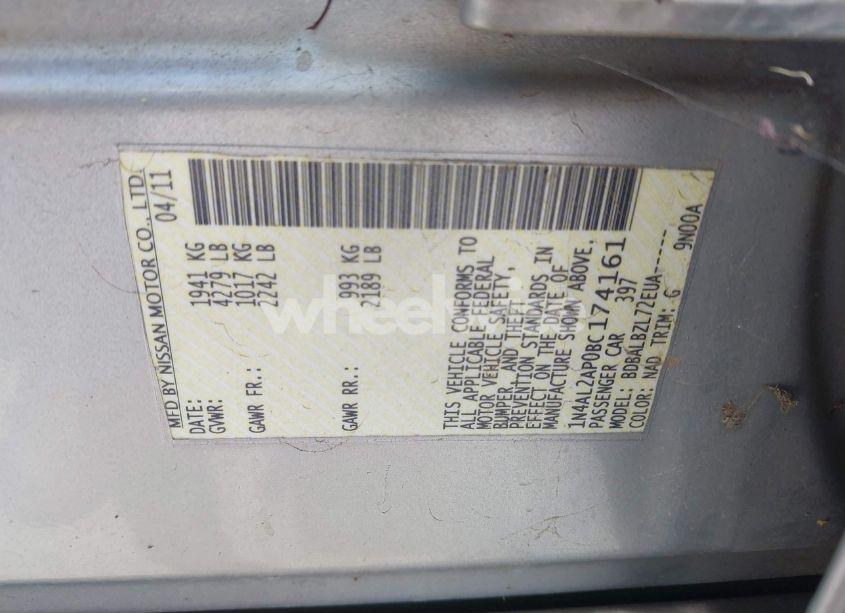 MFD BY NISSAN MOTOR CO., LTD.
DATE: 04/11
GVWR: 1941 KG
4279 LB
GAWR FR.: 1017 KG
2242 LB
GAWR RR.: 993 KG
2189 LB
THIS VEHICLE CONFORMS TO
ALL APPLICABLE FEDERAL
MOTOR VEHICLE SAFETY,
BUMPER, AND THEFT
PREVENTION STANDARDS IN
EFFECT ON THE DATE OF
MANUFACTURE SHOWN ABOVE.
1N4AL2AP0BC174161
PASSENGER CAR 397
MODEL: BDBALBZL72EUA-----
COLOR: NAD TRIM: G 9N00A